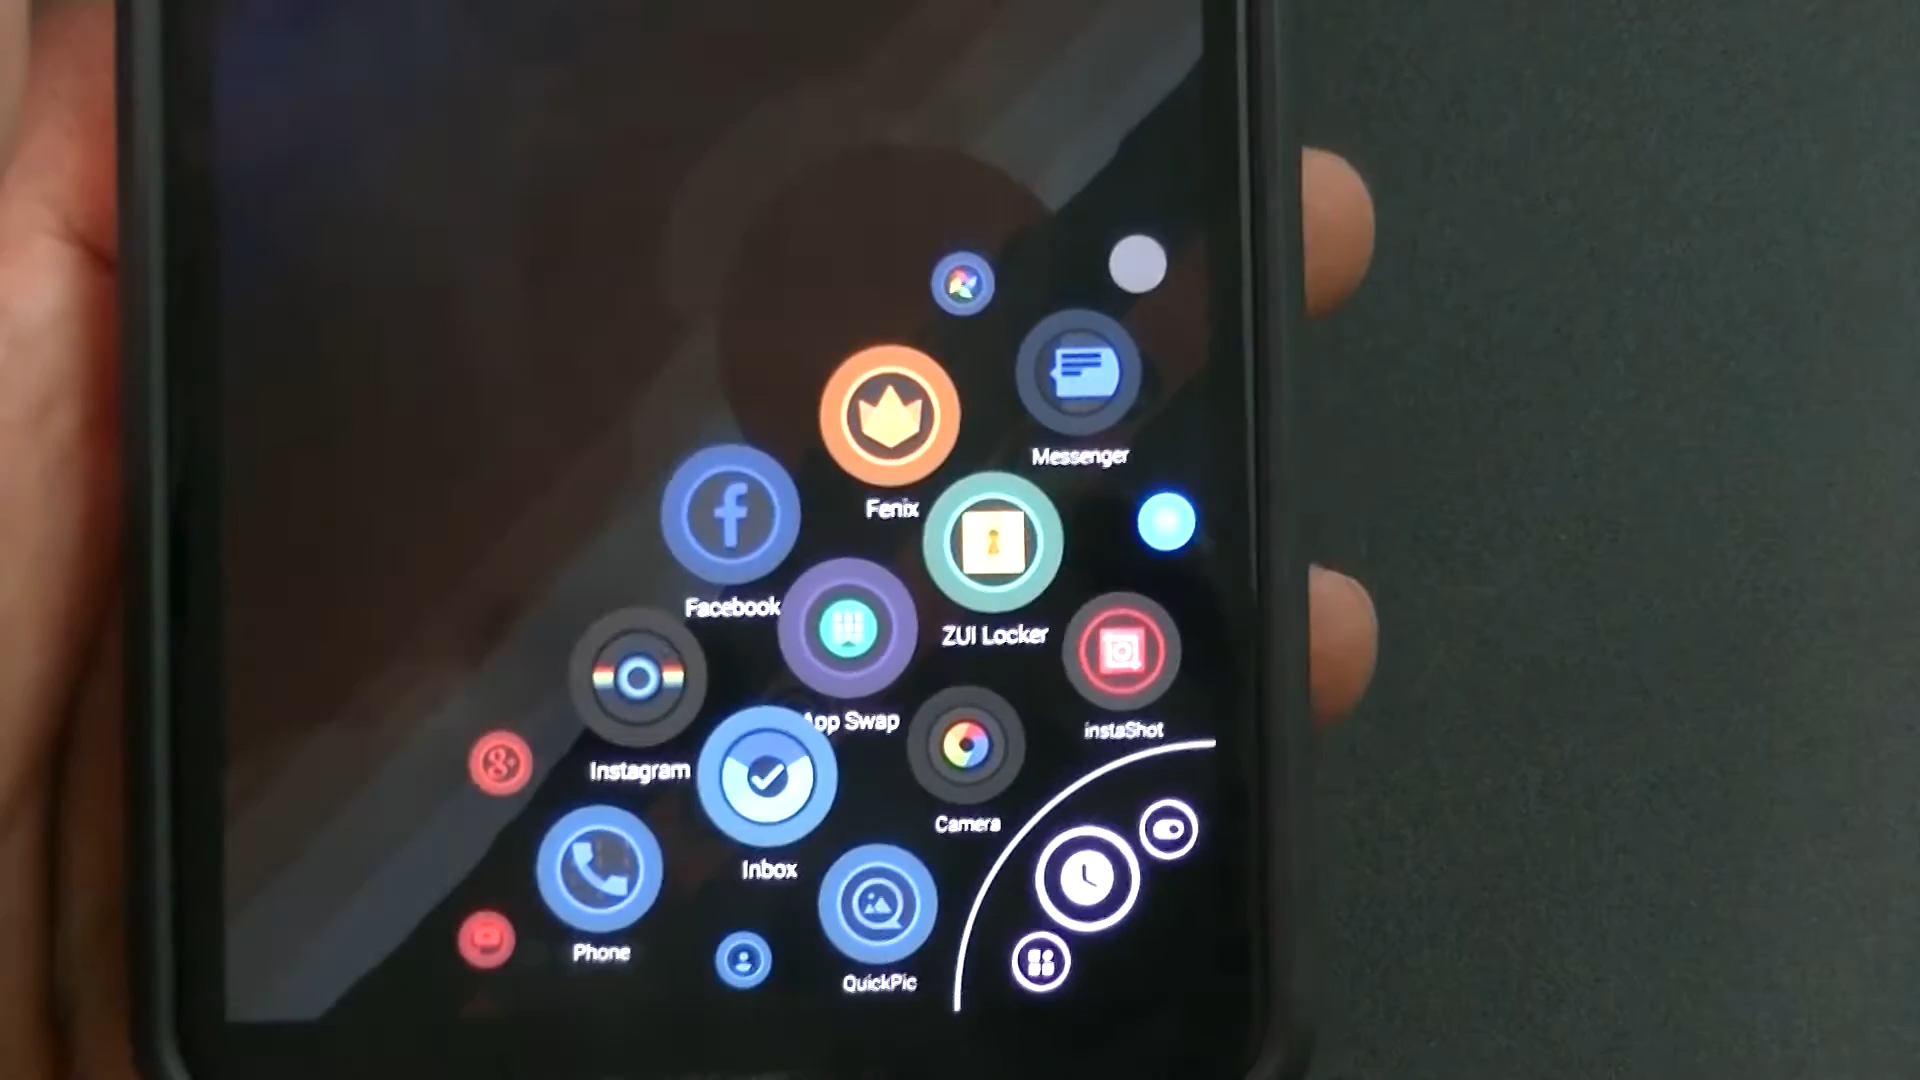 Messenger
Fenix
Facebook
ZUI Locker
App Swap
instaShot
Instagram
Camera
Inbox
Phone
QuickPic